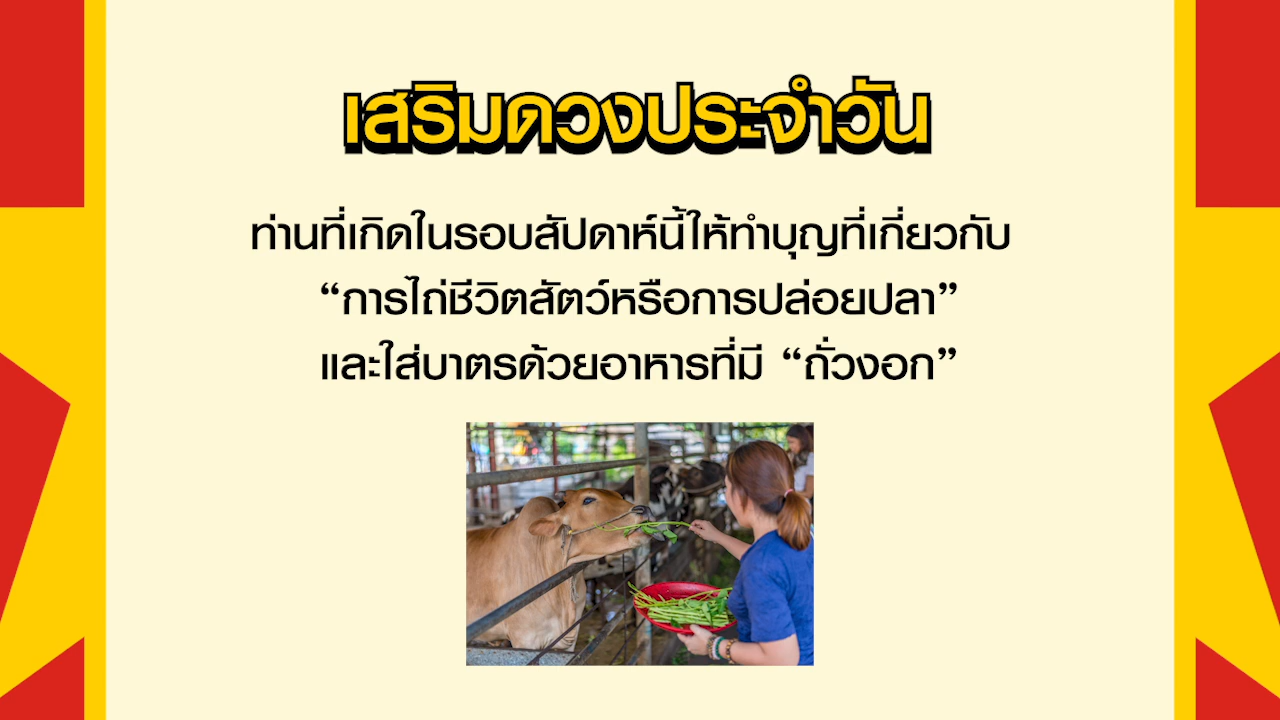 เสริมดวงประจำวัน
ท่านที่เกิดในรอบสัปดาห์นี้ให้ทำบุญที่เกี่ยวกับ
“การไถ่ชีวิตสัตว์หรือการปล่อยปลา”
และใส่บาตรด้วยอาหารที่มี “ถั่วงอก”